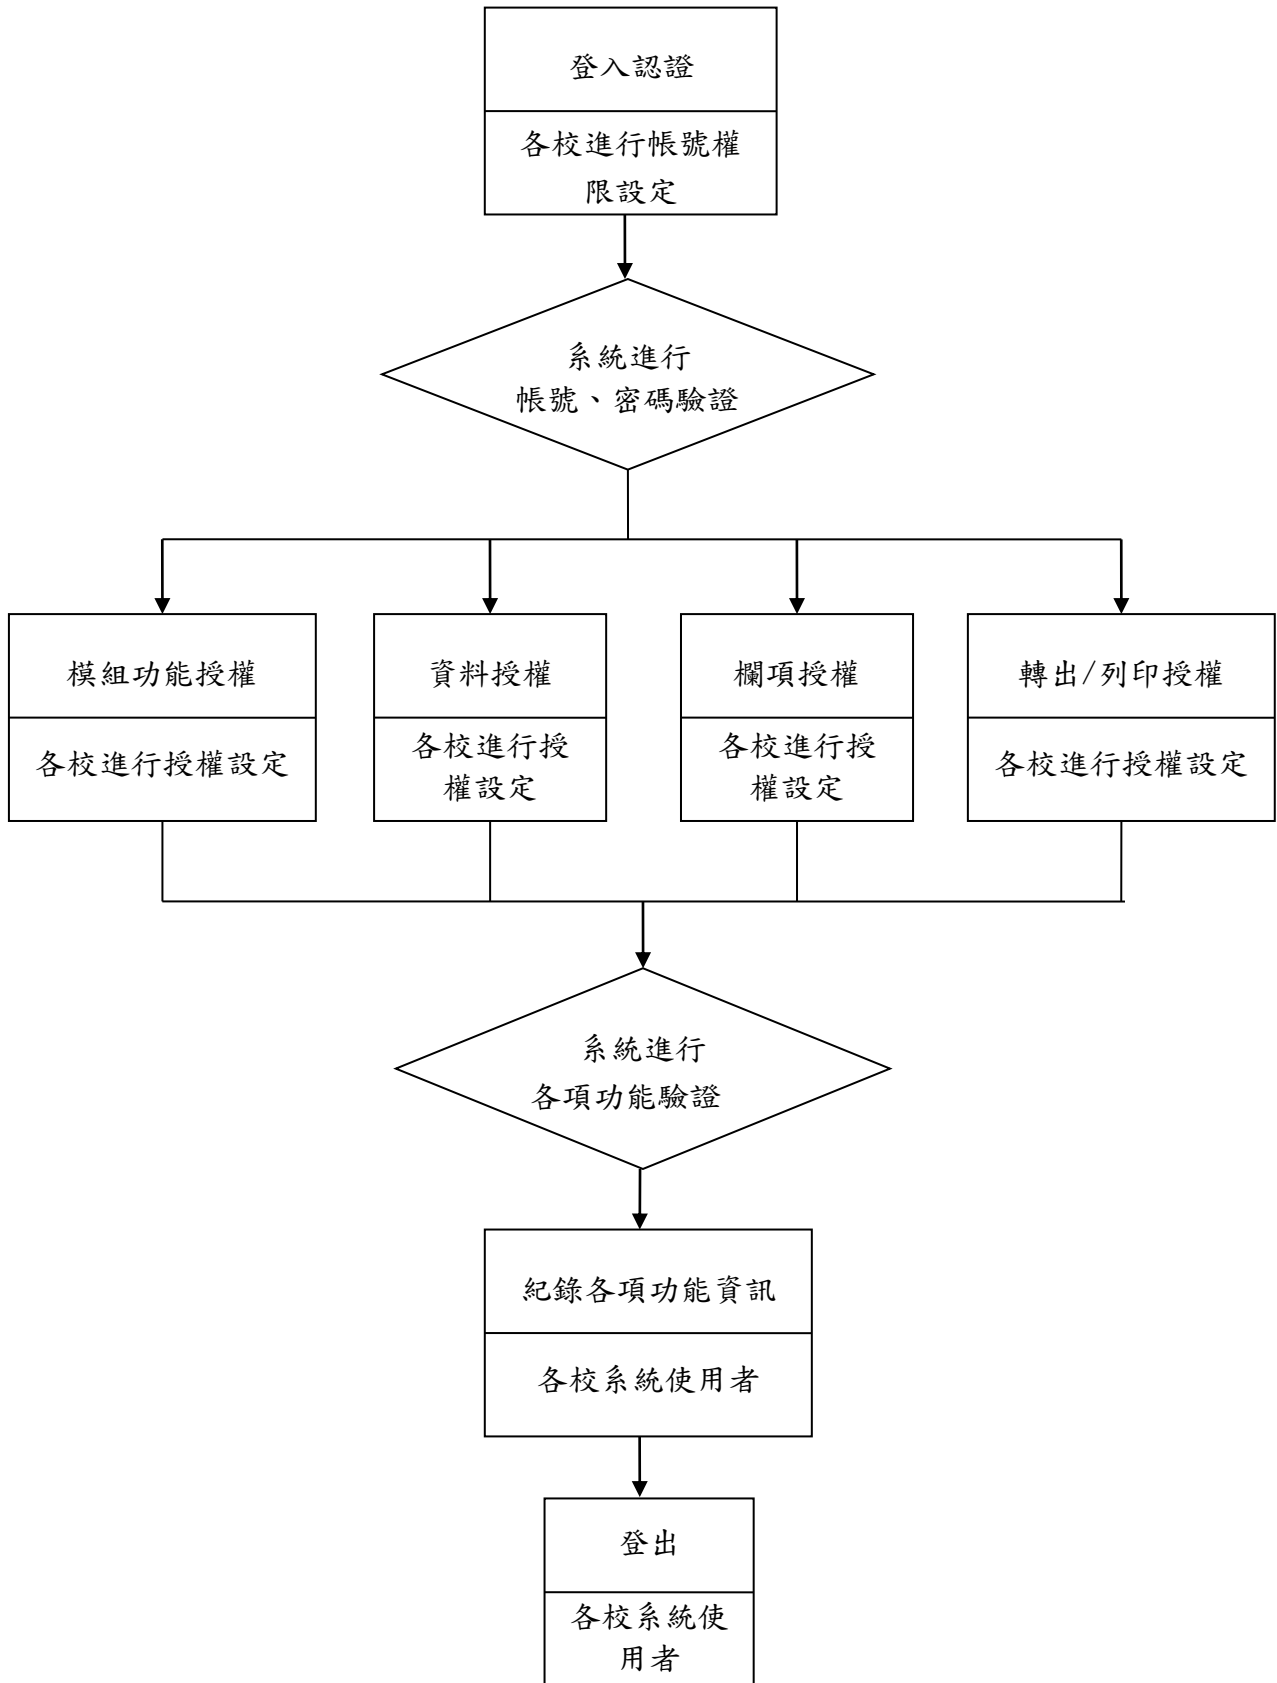 登入認證
各校進行帳號權
限設定
系統進行
帳號、密碼驗證
模組功能授權
各校進行授權設定
資料授權
各校進行授
權設定
欄項授權
各校進行授
權設定
轉出/列印授權
各校進行授權設定
系統進行
各項功能驗證
紀錄各項功能資訊
各校系統使用者
登出
各校系統使
用者